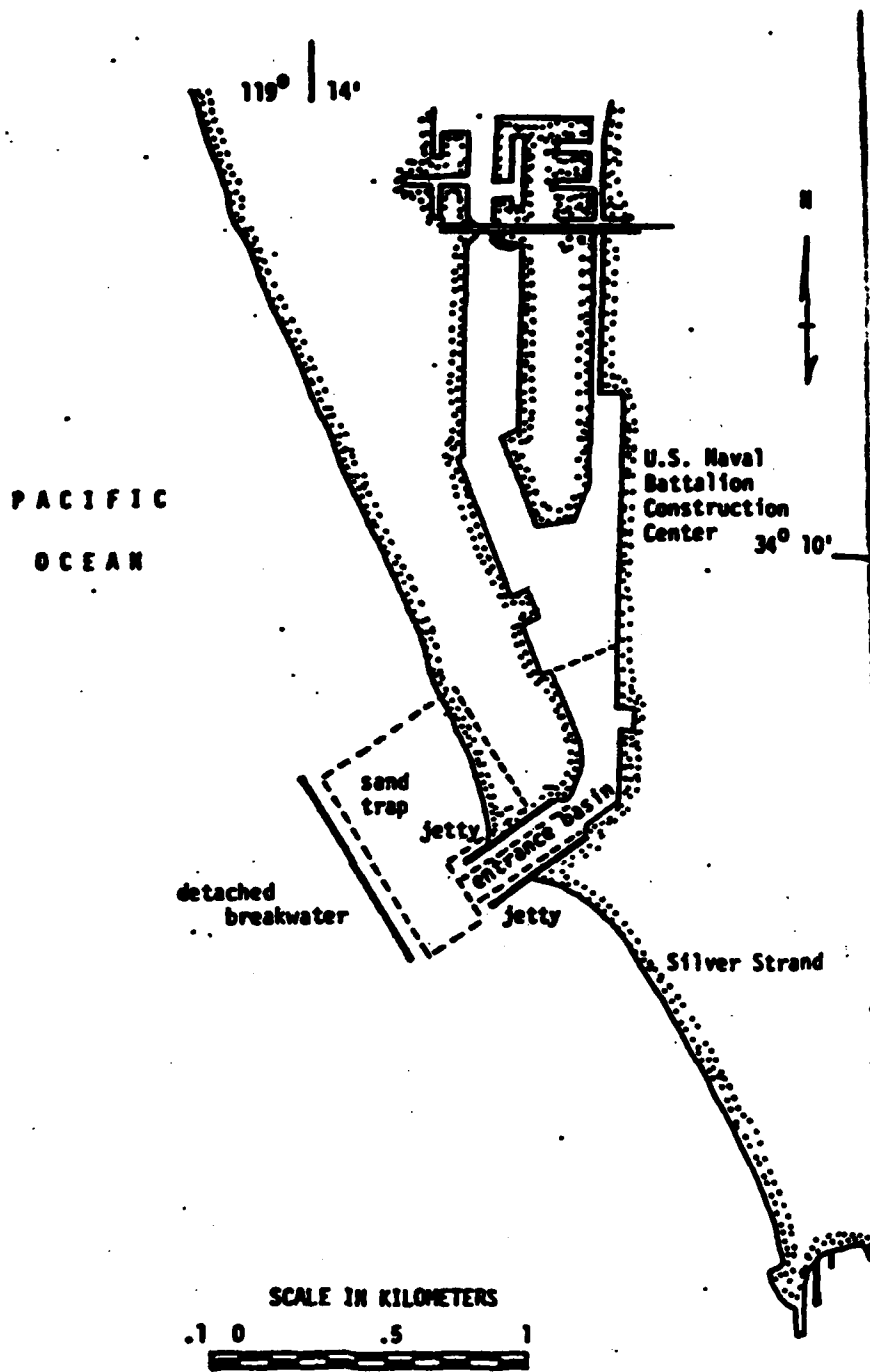 119° 14'
N
U.S. Naval
Battalion
Construction
Center
34° 10'
PACIFIC
OCEAN
sand
trap
jetty
entrance basin
detached
breakwater
jetty
Silver Strand
SCALE IN KILOMETERS
.1 0 .5 1